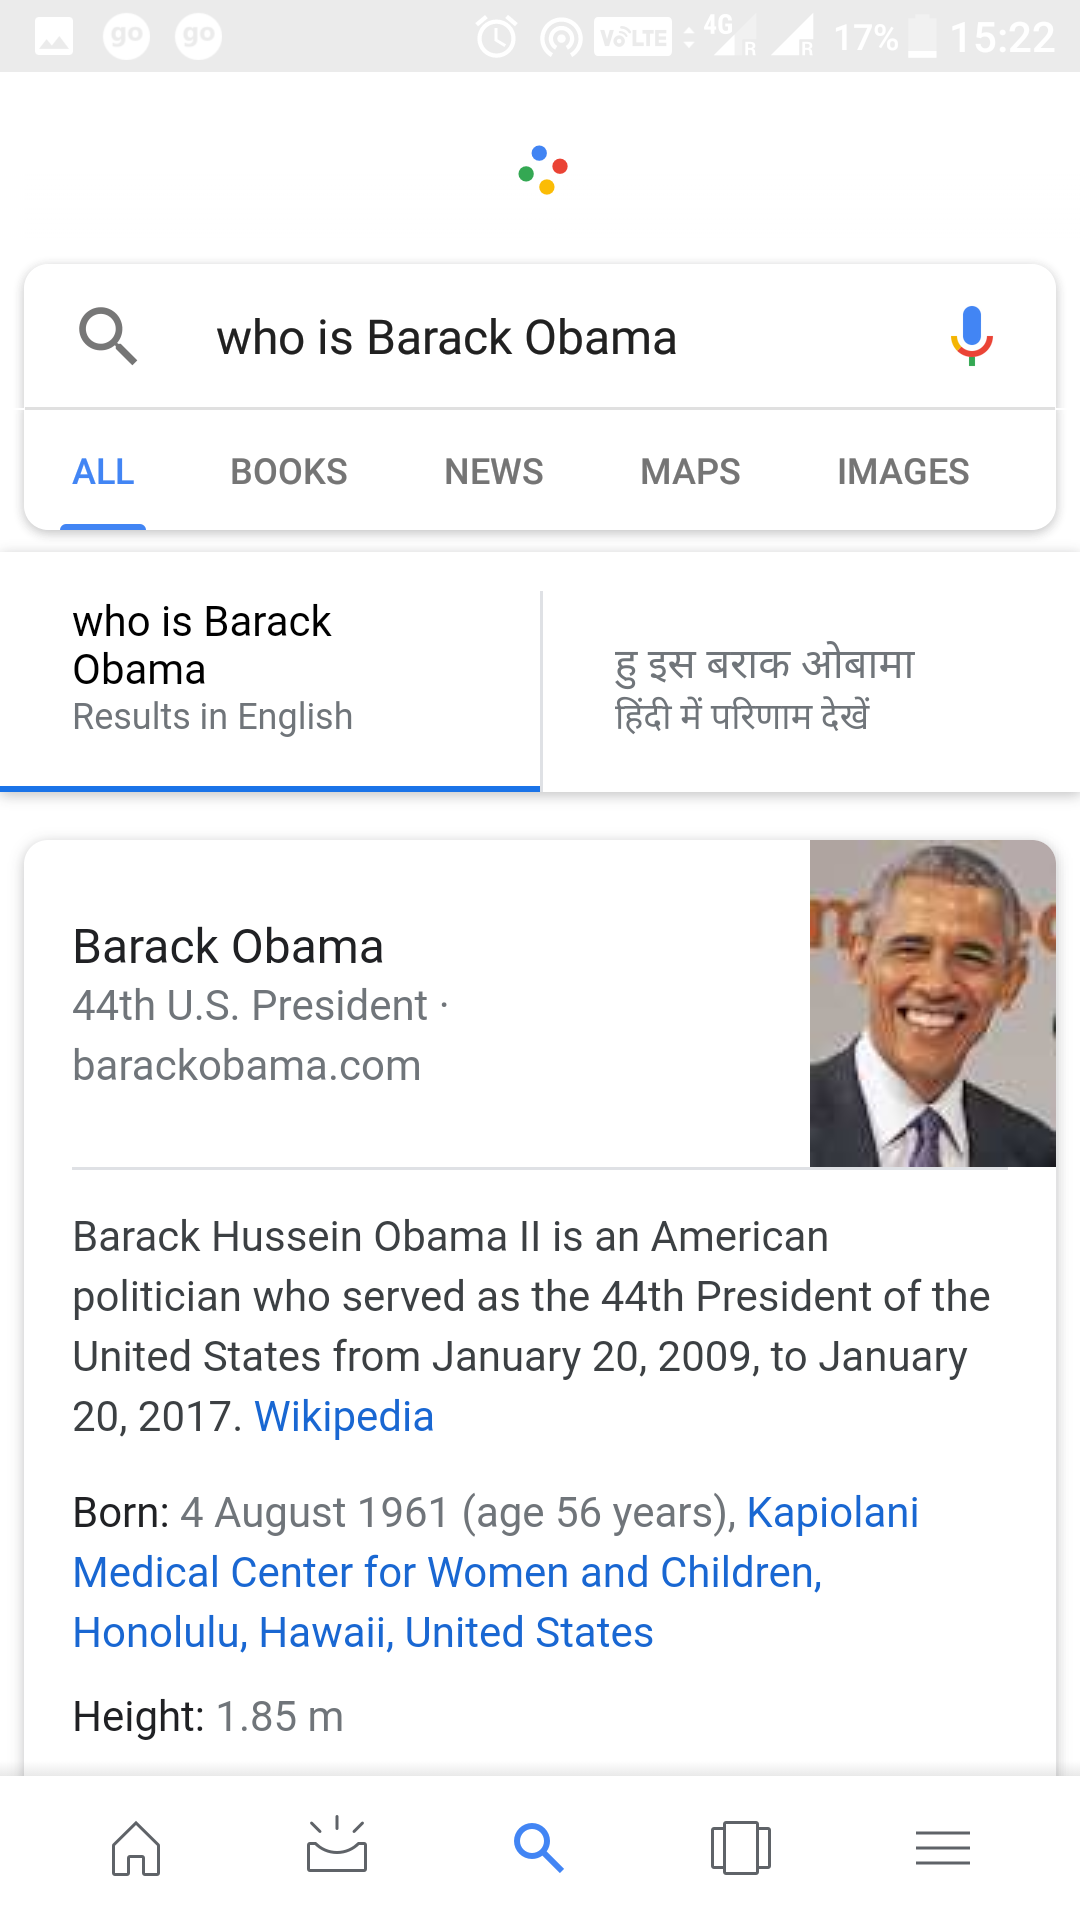 go go VoLTE 4G R R 17% 15:22
who is Barack Obama
ALL BOOKS NEWS MAPS IMAGES
who is Barack
Obama
Results in English
हु इस बराक ओबामा
हिंदी में परिणाम देखें
Barack Obama
44th U.S. President ·
barackobama.com
Barack Hussein Obama II is an American
politician who served as the 44th President of the
United States from January 20, 2009, to January
20, 2017. Wikipedia
Born: 4 August 1961 (age 56 years), Kapiolani
Medical Center for Women and Children,
Honolulu, Hawaii, United States
Height: 1.85 m